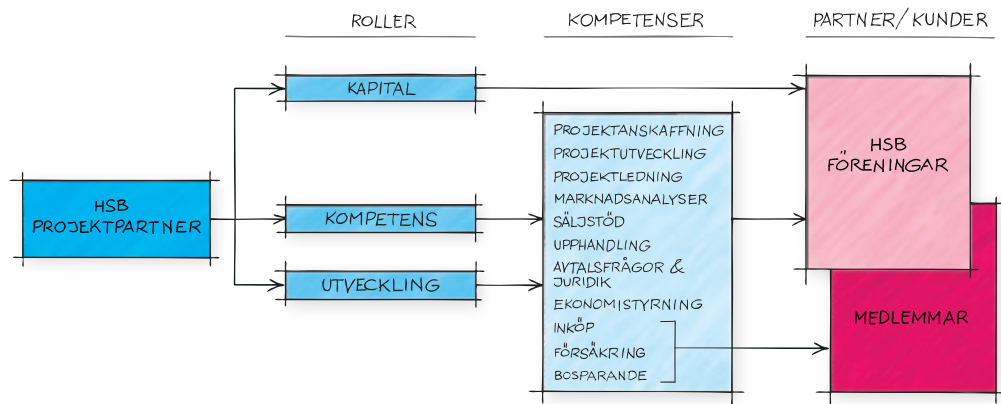 ROLLER
KOMPETENSER
PARTNER/KUNDER
HSB
PROJEKTPARTNER
KAPITAL
KOMPETENS
UTVECKLING
PROJEKTANSKAFFNING
PROJEKTUTVECKLING
PROJEKTLEDNING
MARKNADSANALYSER
SÄLJSTÖD
UPPHANDLING
AVTALSFRÅGOR &
JURIDIK
EKONOMISTYRNING
INKÖP
FÖRSÄKRING
BOSPARANDE
HSB
FÖRENINGAR
MEDLEMMAR